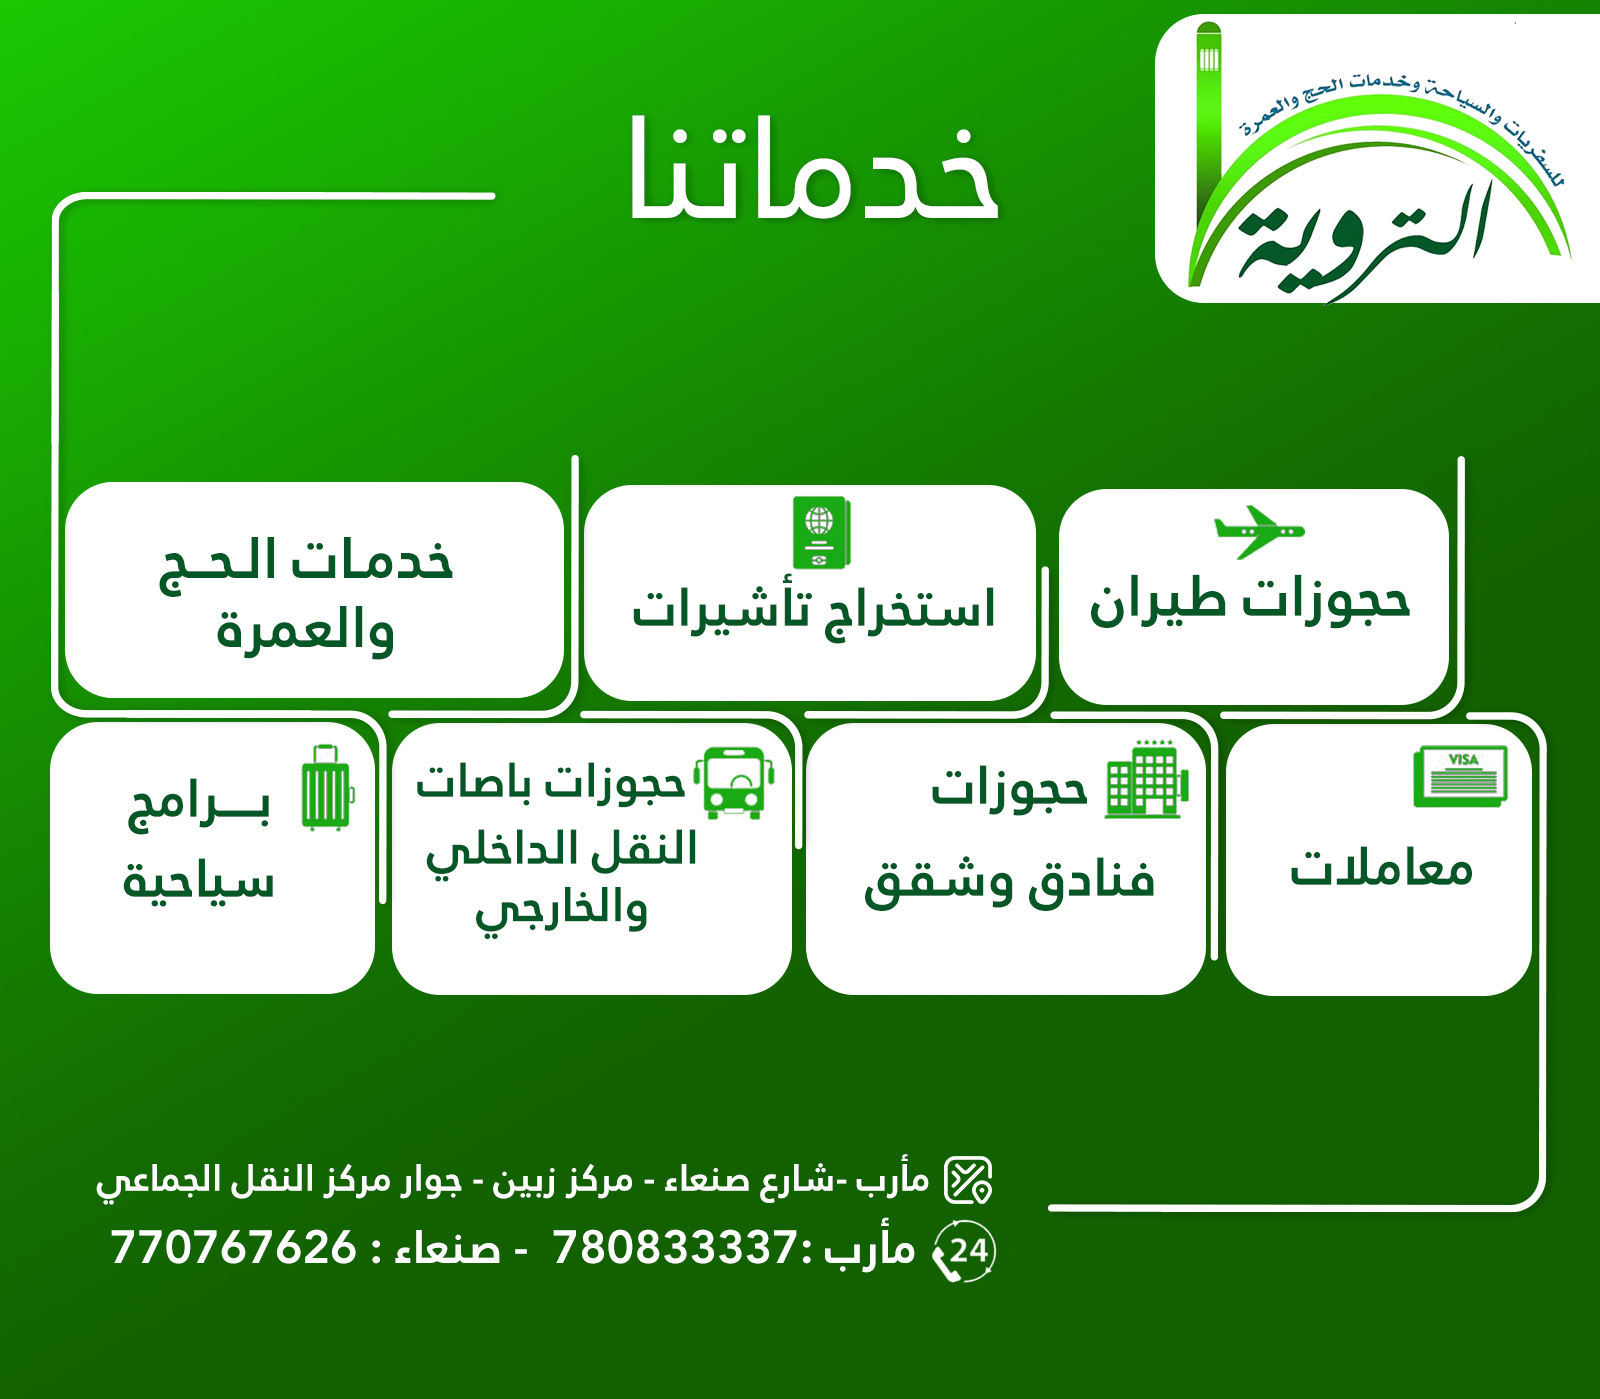 للسفريات والسياحة وخدمات الحج والعمرة
التروية
خدماتنا
حجوزات طيران
استخراج تأشيرات
خدمات الـحــج
والعمرة
VISA
معاملات
حجوزات
فنادق وشقق
حجوزات باصات
النقل الداخلي
والخارجي
بــــرامج
سياحية
مأرب -شارع صنعاء - مركز زبين - جوار مركز النقل الجماعي
24
مأرب :780833337 - صنعاء : 770767626